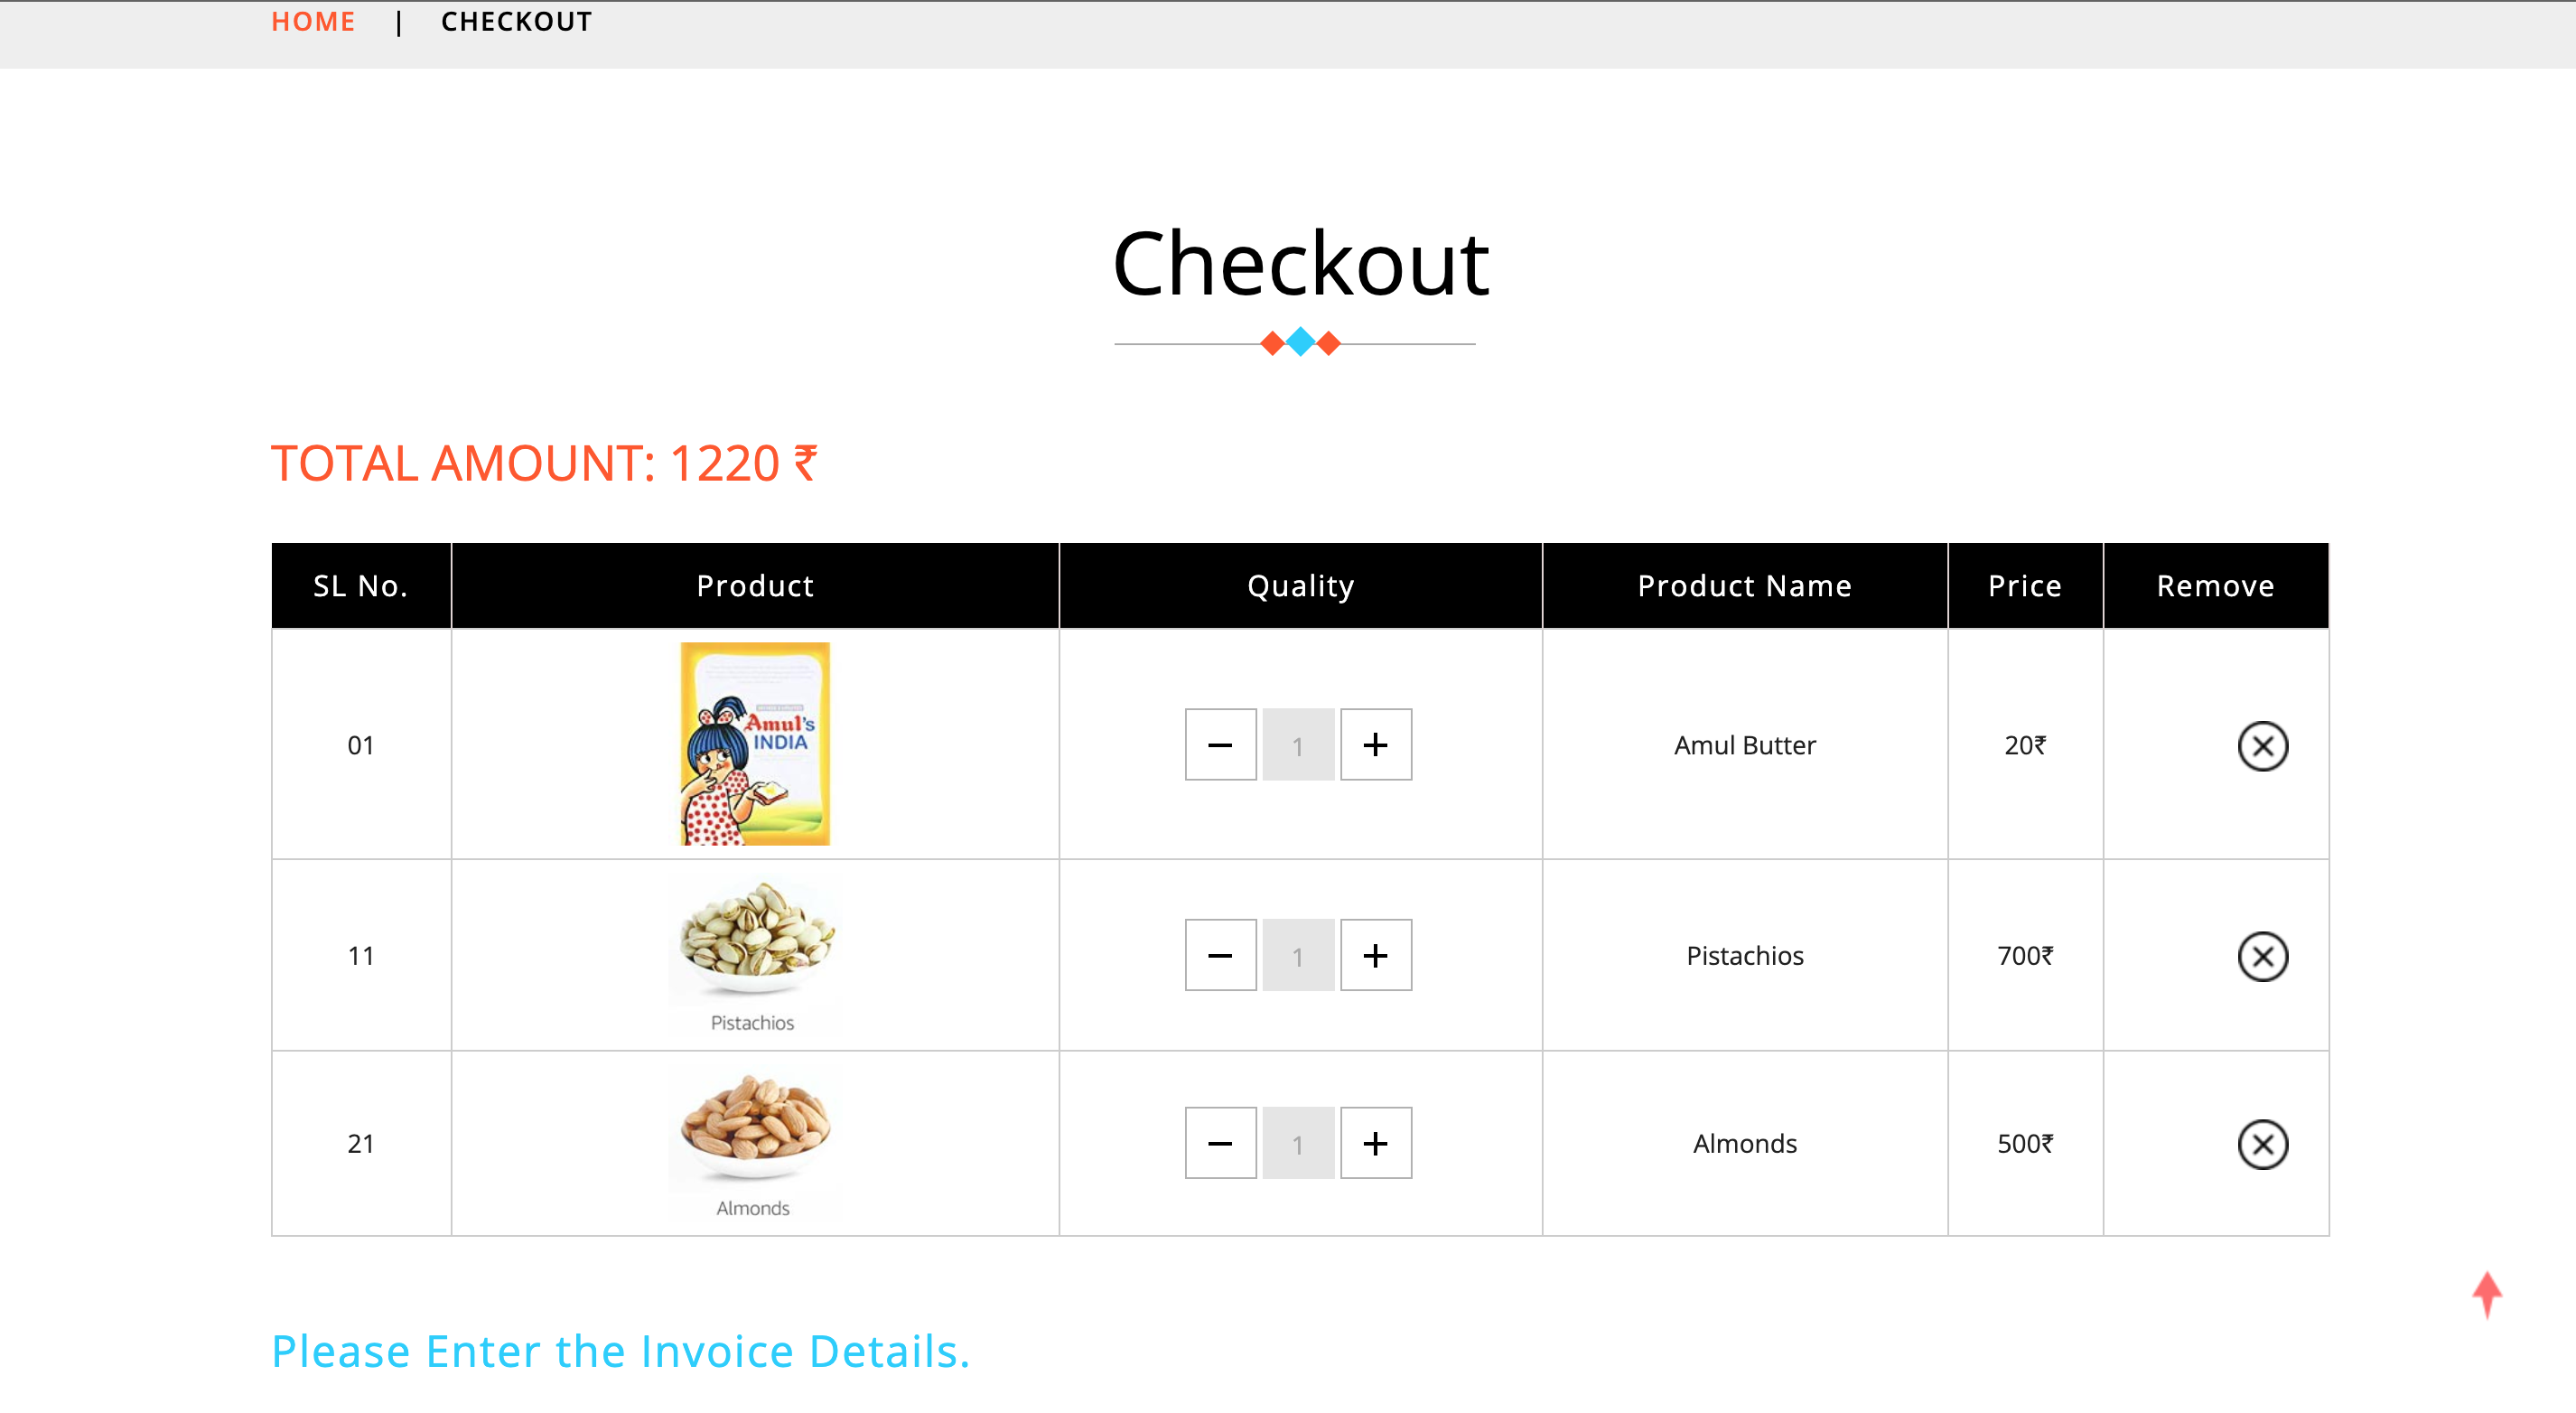 HOME | CHECKOUT
Checkout
TOTAL AMOUNT: 1220 ₹
SL No. Product Quality Product Name Price Remove
01 Amul's INDIA − 1 + Amul Butter 20₹
11 Pistachios − 1 + Pistachios 700₹
21 Almonds − 1 + Almonds 500₹
Please Enter the Invoice Details.